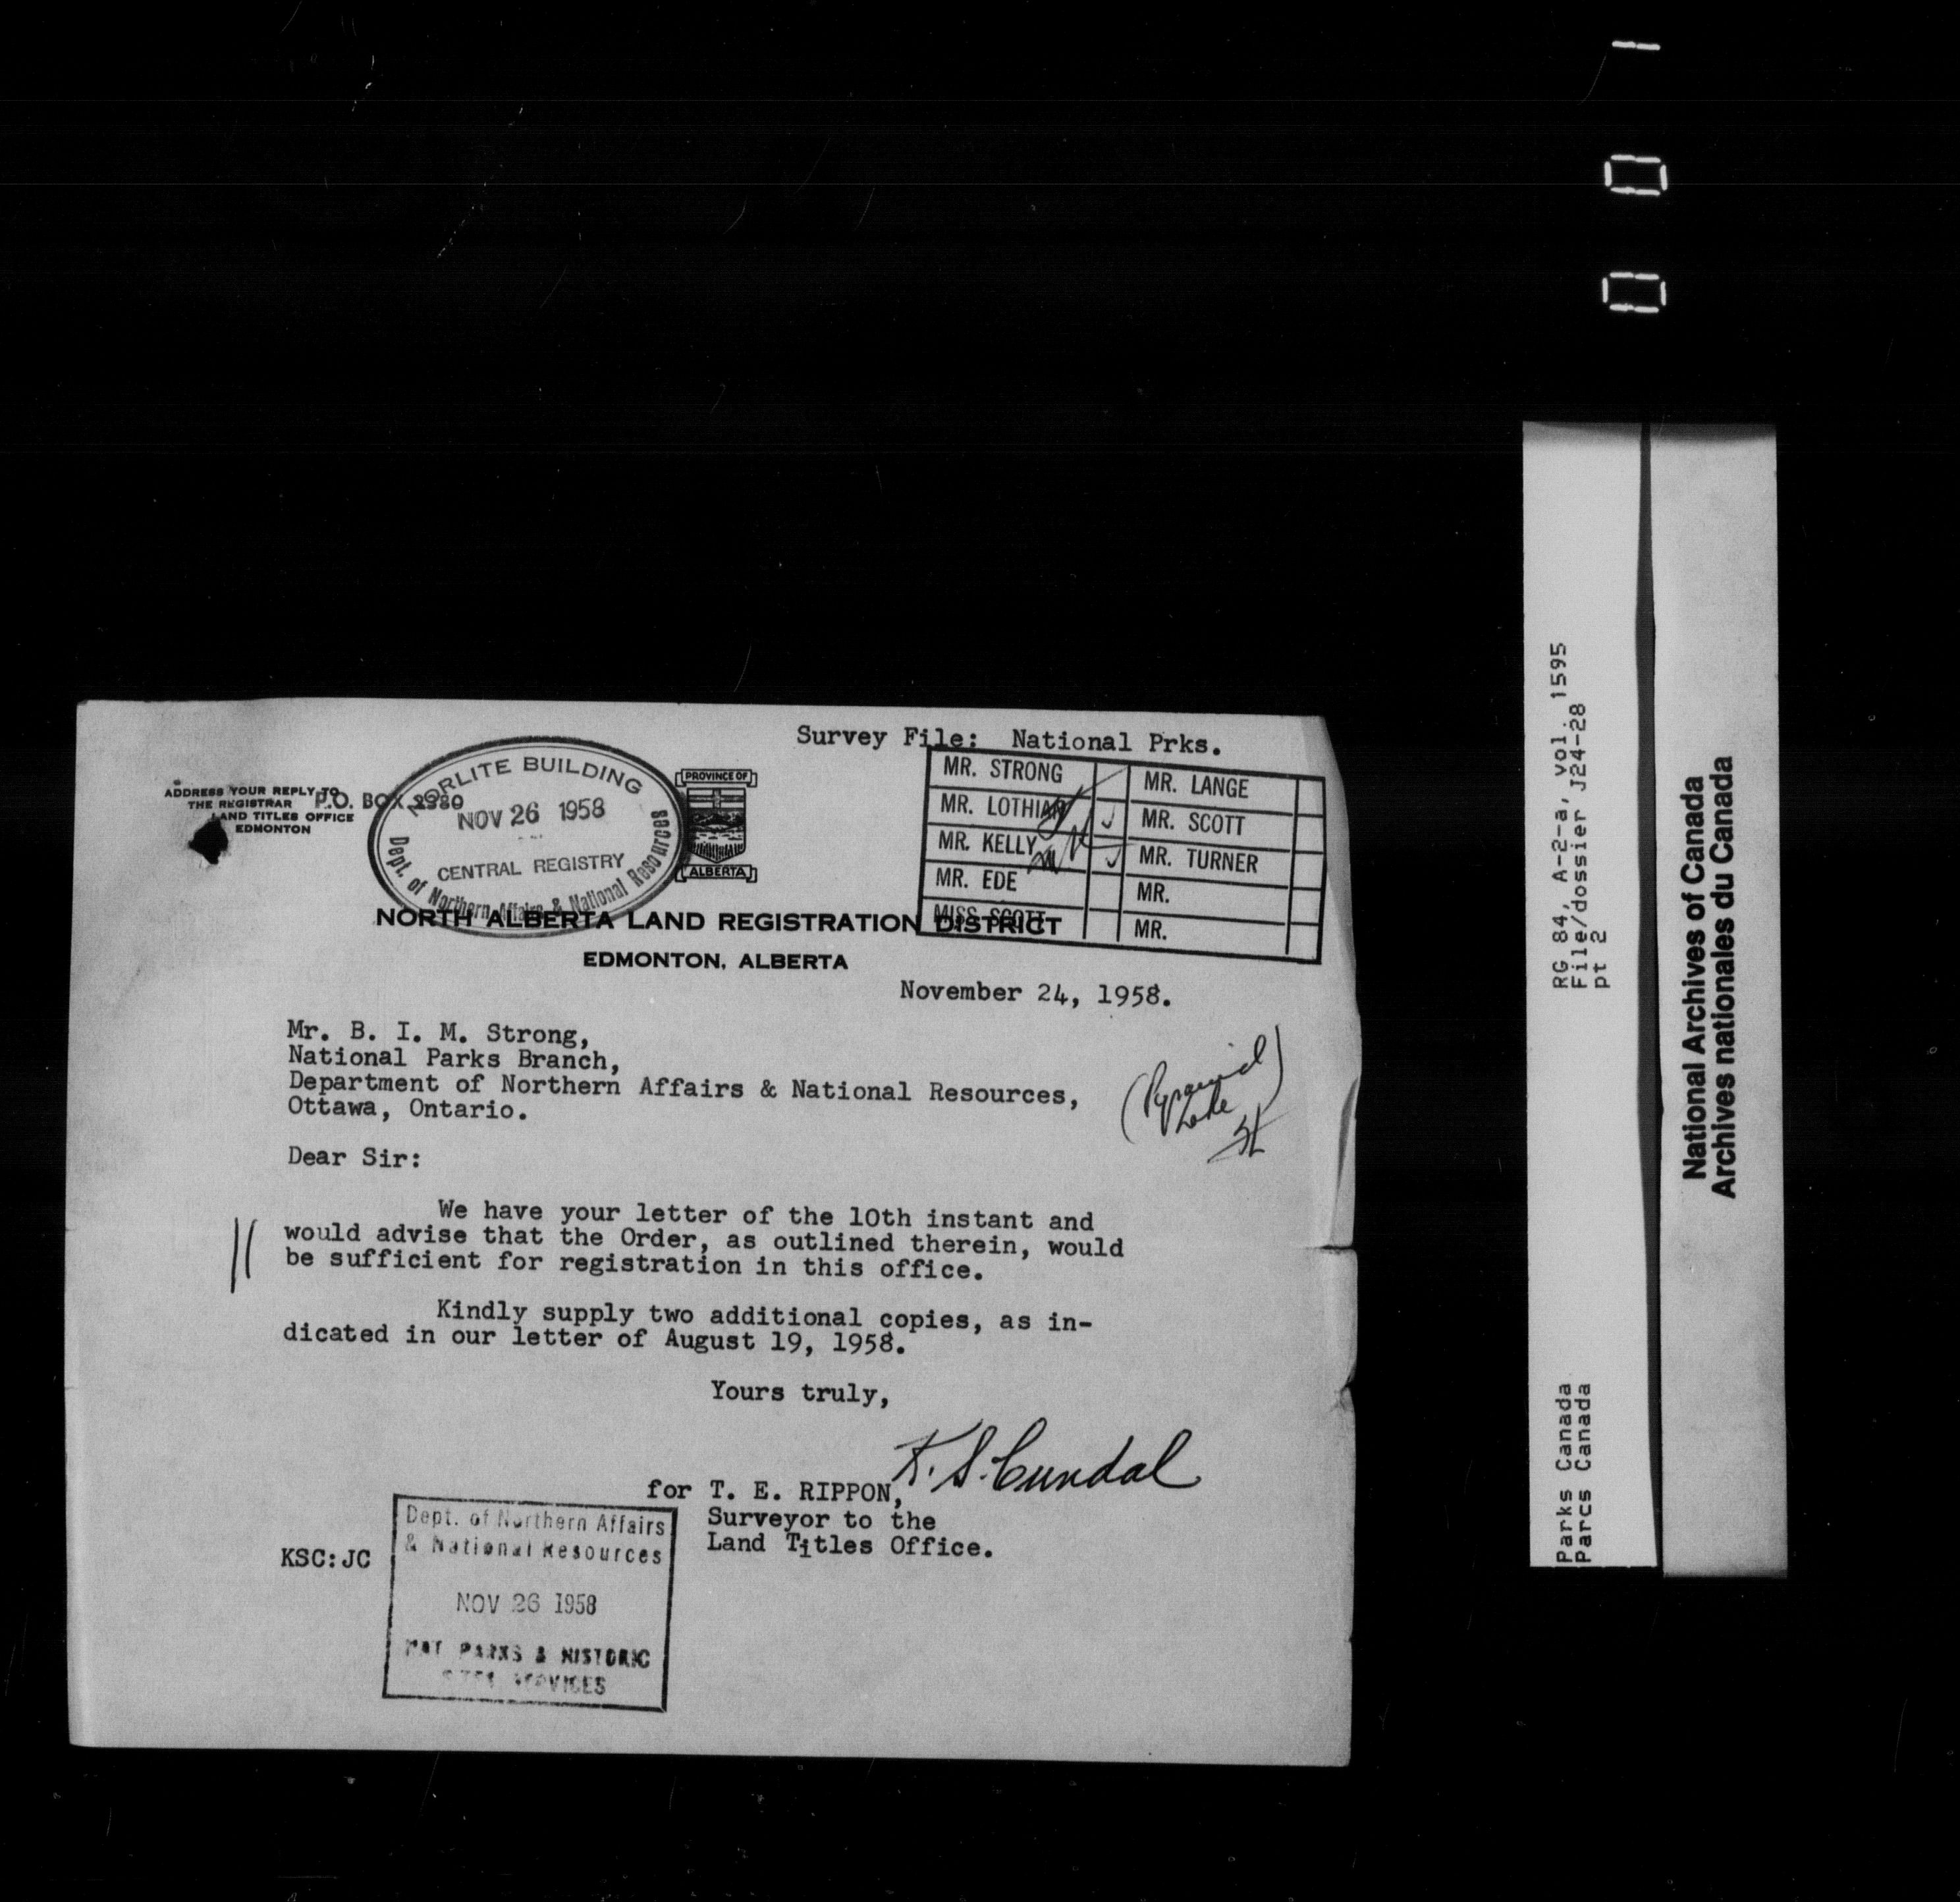 Survey File: National Prks.
ADDRESS YOUR REPLY TO
THE REGISTRAR P.O. BOX 2380
LAND TITLES OFFICE
EDMONTON
NORLITE BUILDING
NOV 26 1958
CENTRAL REGISTRY
Dept. of Northern Affairs & National Resources
PROVINCE OF
ALBERTA
MR. STRONG MR. LANGE
MR. LOTHIAN MR. SCOTT
MR. KELLY MR. TURNER
MR. EDE MR.
MISS SCOTT MR.
NORTH ALBERTA LAND REGISTRATION DISTRICT
EDMONTON, ALBERTA
November 24, 1958.
Mr. B. I. M. Strong,
National Parks Branch,
Department of Northern Affairs & National Resources,
Ottawa, Ontario.
(Pyramid
Lake)
Dear Sir:
We have your letter of the 10th instant and
would advise that the Order, as outlined therein, would
be sufficient for registration in this office.
Kindly supply two additional copies, as in-
dicated in our letter of August 19, 1958.
Yours truly,
K. S. Cundal
for T. E. RIPPON,
Surveyor to the
Land Titles Office.
KSC:JC
Dept. of Northern Affairs
& National Resources
NOV 26 1958
NAT PARKS & HISTORIC
SITES SERVICES
RG 84, A-2-a, vol. 1595
File/dossier J24-28
pt 2
Parks Canada
Parcs Canada
National Archives of Canada
Archives nationales du Canada